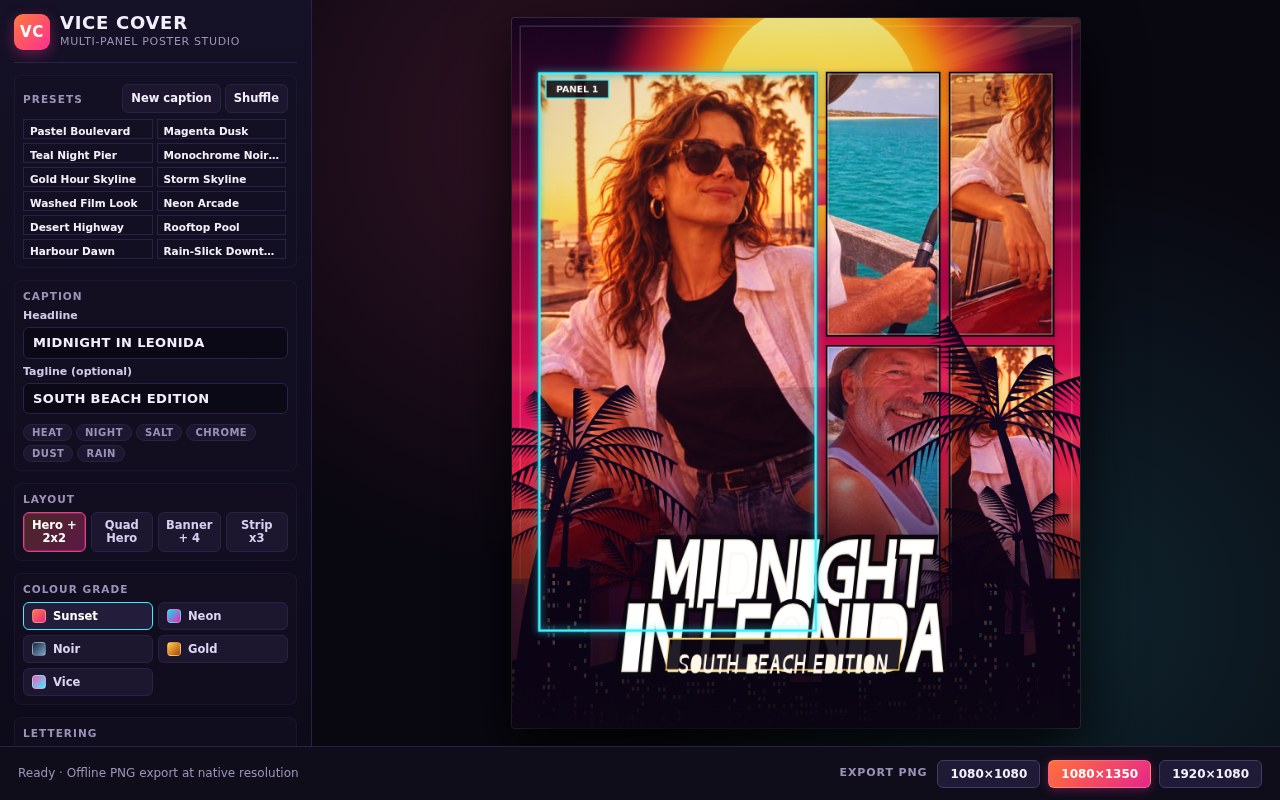 VC
VICE COVER
MULTI-PANEL POSTER STUDIO
PRESETS
New caption
Shuffle
Pastel Boulevard
Magenta Dusk
Teal Night Pier
Monochrome Noir...
Gold Hour Skyline
Storm Skyline
Washed Film Look
Neon Arcade
Desert Highway
Rooftop Pool
Harbour Dawn
Rain-Slick Downt...
CAPTION
Headline
MIDNIGHT IN LEONIDA
Tagline (optional)
SOUTH BEACH EDITION
HEAT
NIGHT
SALT
CHROME
DUST
RAIN
LAYOUT
Hero +
2x2
Quad
Hero
Banner
+ 4
Strip
x3
COLOUR GRADE
Sunset
Neon
Noir
Gold
Vice
LETTERING
PANEL 1
MIDNIGHT
IN LEONIDA
SOUTH BEACH EDITION
Ready · Offline PNG export at native resolution
EXPORT PNG
1080×1080
1080×1350
1920×1080